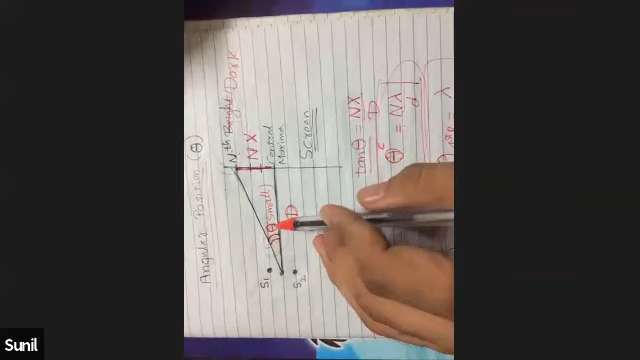 Angular Position (θ)
Nth Bright/Dark
NX
Central
Maxima
Screen
θ
(small)
D
S1
S2
tanθ = NX
D
θ = Nλ
d
= λ
Sunil